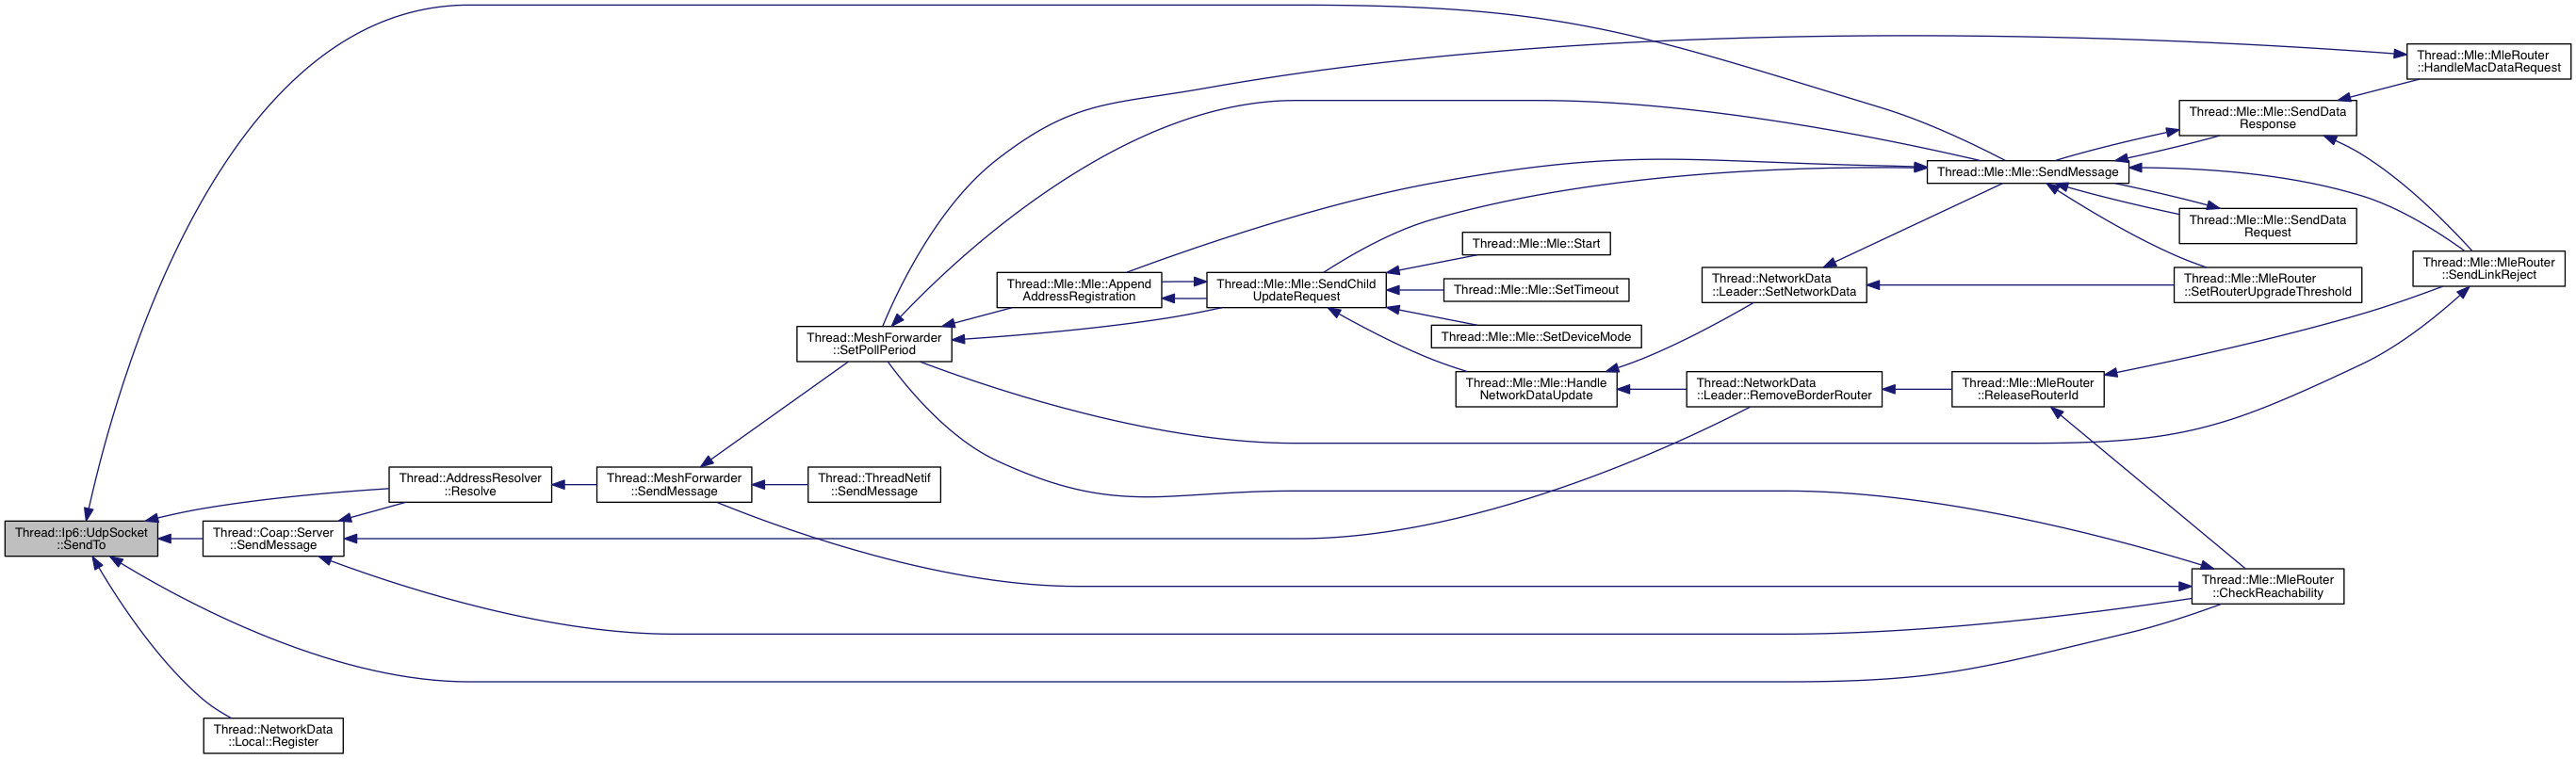 Thread::Mle::MleRouter
::HandleMacDataRequest
Thread::Mle::Mle::SendData
Response
Thread::Mle::Mle::SendMessage
Thread::Mle::Mle::SendData
Request
Thread::Mle::Mle::Start
Thread::Mle::MleRouter
::SendLinkReject
Thread::Mle::Mle::Append
AddressRegistration
Thread::Mle::Mle::SendChild
UpdateRequest
Thread::Mle::Mle::SetTimeout
Thread::NetworkData
::Leader::SetNetworkData
Thread::Mle::MleRouter
::SetRouterUpgradeThreshold
Thread::MeshForwarder
::SetPollPeriod
Thread::Mle::Mle::SetDeviceMode
Thread::Mle::Mle::Handle
NetworkDataUpdate
Thread::NetworkData
::Leader::RemoveBorderRouter
Thread::Mle::MleRouter
::ReleaseRouterId
Thread::AddressResolver
::Resolve
Thread::MeshForwarder
::SendMessage
Thread::ThreadNetif
::SendMessage
Thread::Ip6::UdpSocket
::SendTo
Thread::Coap::Server
::SendMessage
Thread::Mle::MleRouter
::CheckReachability
Thread::NetworkData
::Local::Register